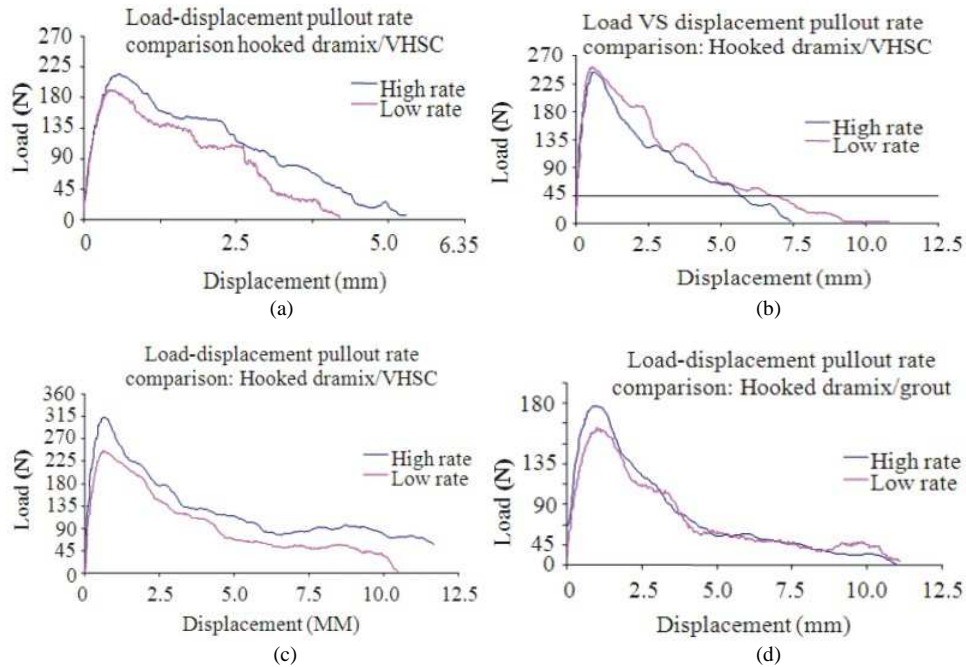 Load-displacement pullout rate
comparison hooked dramix/VHSC
270
225
180
135
90
45
0
Load (N)
High rate
Low rate
0
2.5
5.0
6.35
Displacement (mm)
(a)
Load VS displacement pullout rate
comparison: Hooked dramix/VHSC
270
225
180
135
90
45
0
Load (N)
High rate
Low rate
0
2.5
5.0
7.5
10.0
12.5
Displacement (mm)
(b)
Load-displacement pullout rate
comparison: Hooked dramix/VHSC
360
315
270
225
180
135
90
45
0
Load (N)
High rate
Low rate
0
2.5
5.0
7.5
10.0
Displacement (MM)
(c)
Load-displacement pullout rate
comparison: Hooked dramix/grout
180
135
90
45
0
Load (N)
High rate
Low rate
0
2.5
5.0
7.5
10.0
12.5
Displacement (mm)
(d)